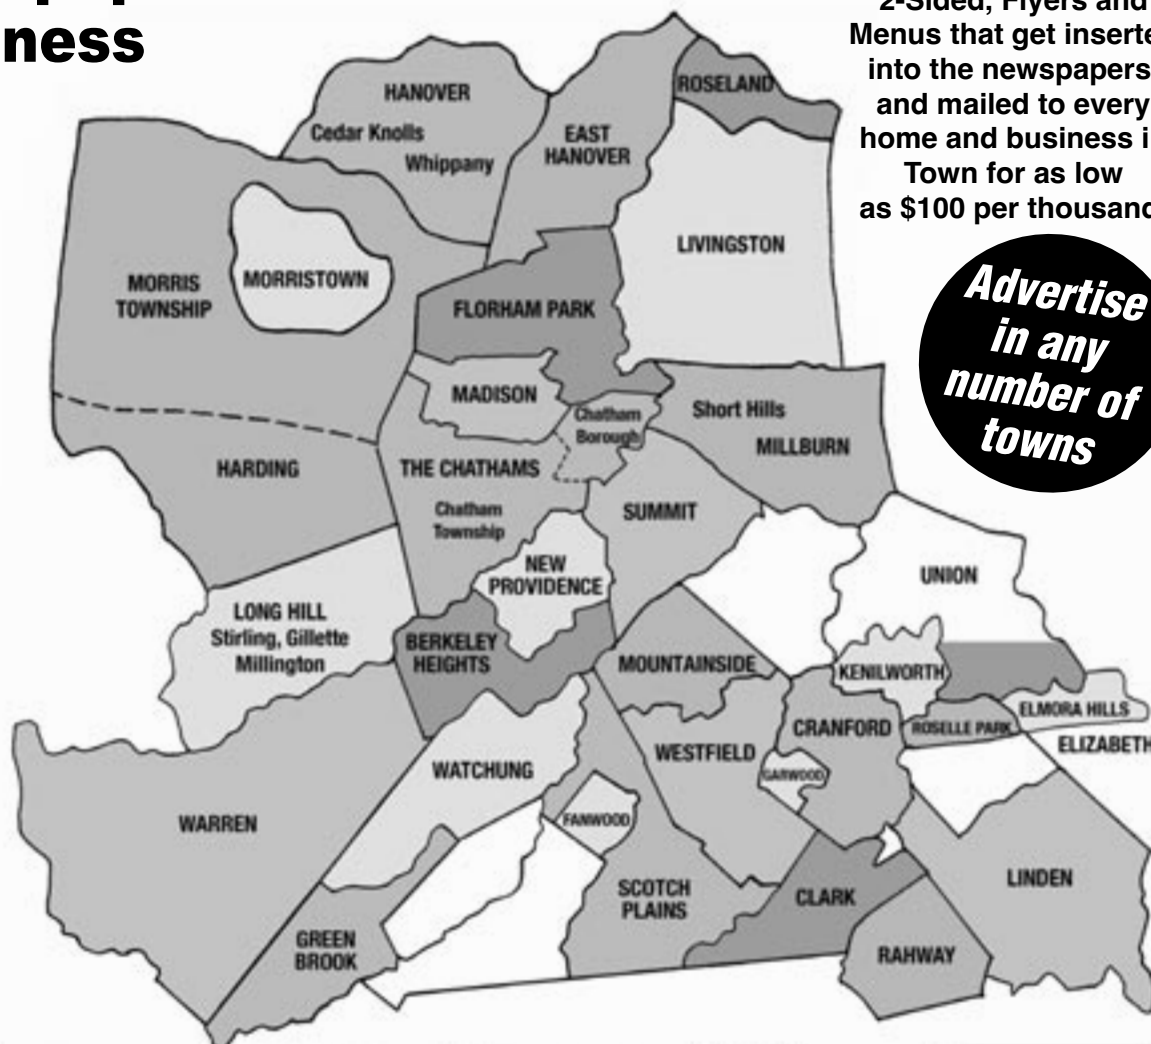 ness
2-Sided, Flyers and
Menus that get inserte
into the newspapers
and mailed to every
home and business i
Town for as low
as $100 per thousand
Advertise
in any
number of
towns
HANOVER
Cedar Knolls
Whippany
EAST
HANOVER
ROSELAND
LIVINGSTON
MORRIS
TOWNSHIP
MORRISTOWN
FLORHAM PARK
MADISON
Chatham
Borough
Short Hills
MILLBURN
HARDING
THE CHATHAMS
Chatham
Township
SUMMIT
NEW
PROVIDENCE
UNION
LONG HILL
Stirling, Gillette
Millington
BERKELEY
HEIGHTS
MOUNTAINSIDE
KENILWORTH
ELMORA HILLS
ROSELLE PARK
CRANFORD
ELIZABETH
WESTFIELD
GARWOOD
WATCHUNG
FANWOOD
WARREN
SCOTCH
PLAINS
CLARK
LINDEN
GREEN
BROOK
RAHWAY